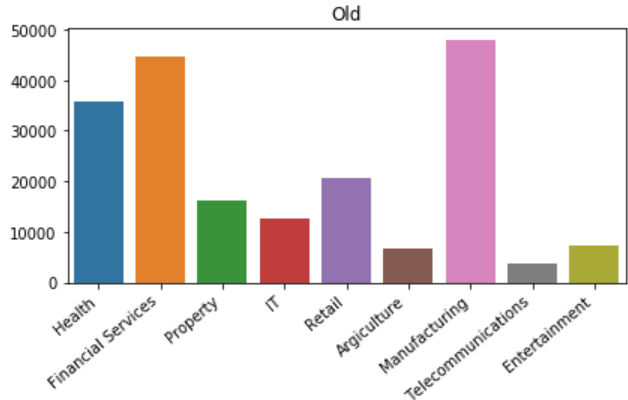 Old
50000
40000
30000
20000
10000
0
Health
Financial Services
Property
IT
Retail
Argiculture
Manufacturing
Telecommunications
Entertainment